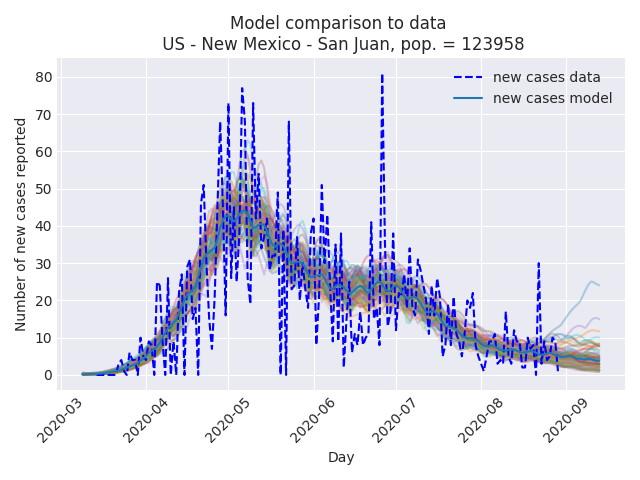 Model comparison to data
US - New Mexico - San Juan, pop. = 123958
new cases data
new cases model
Number of new cases reported
80
70
60
50
40
30
20
10
0
2020-03
2020-04
2020-05
2020-06
2020-07
2020-08
2020-09
Day